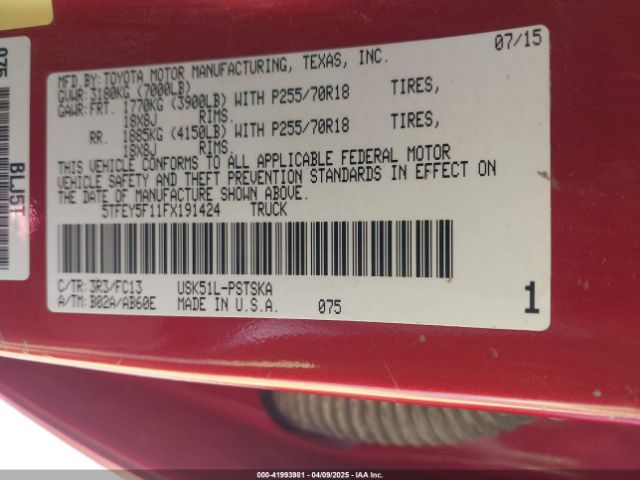 07/15
MFD.BY:TOYOTA MOTOR MANUFACTURING, TEXAS, INC.
GVWR:3180KG (7000LB)
GAWR:FRT. 1770KG (3900LB) WITH P255/70R18 TIRES,
18X8J RIMS.
RR. 1885KG (4150LB) WITH P255/70R18 TIRES,
18X8J RIMS.
THIS VEHICLE CONFORMS TO ALL APPLICABLE FEDERAL MOTOR
VEHICLE SAFETY AND THEFT PREVENTION STANDARDS IN EFFECT ON
THE DATE OF MANUFACTURE SHOWN ABOVE.
5TFEY5F11FX191424 TRUCK
C/TR:3R3/FC13 USK51L-PSTSKA
A/TM:B02A/AB60E MADE IN U.S.A. 075 1
075
BLJ5T
000-41993981 - 04/09/2025 - IAA Inc.